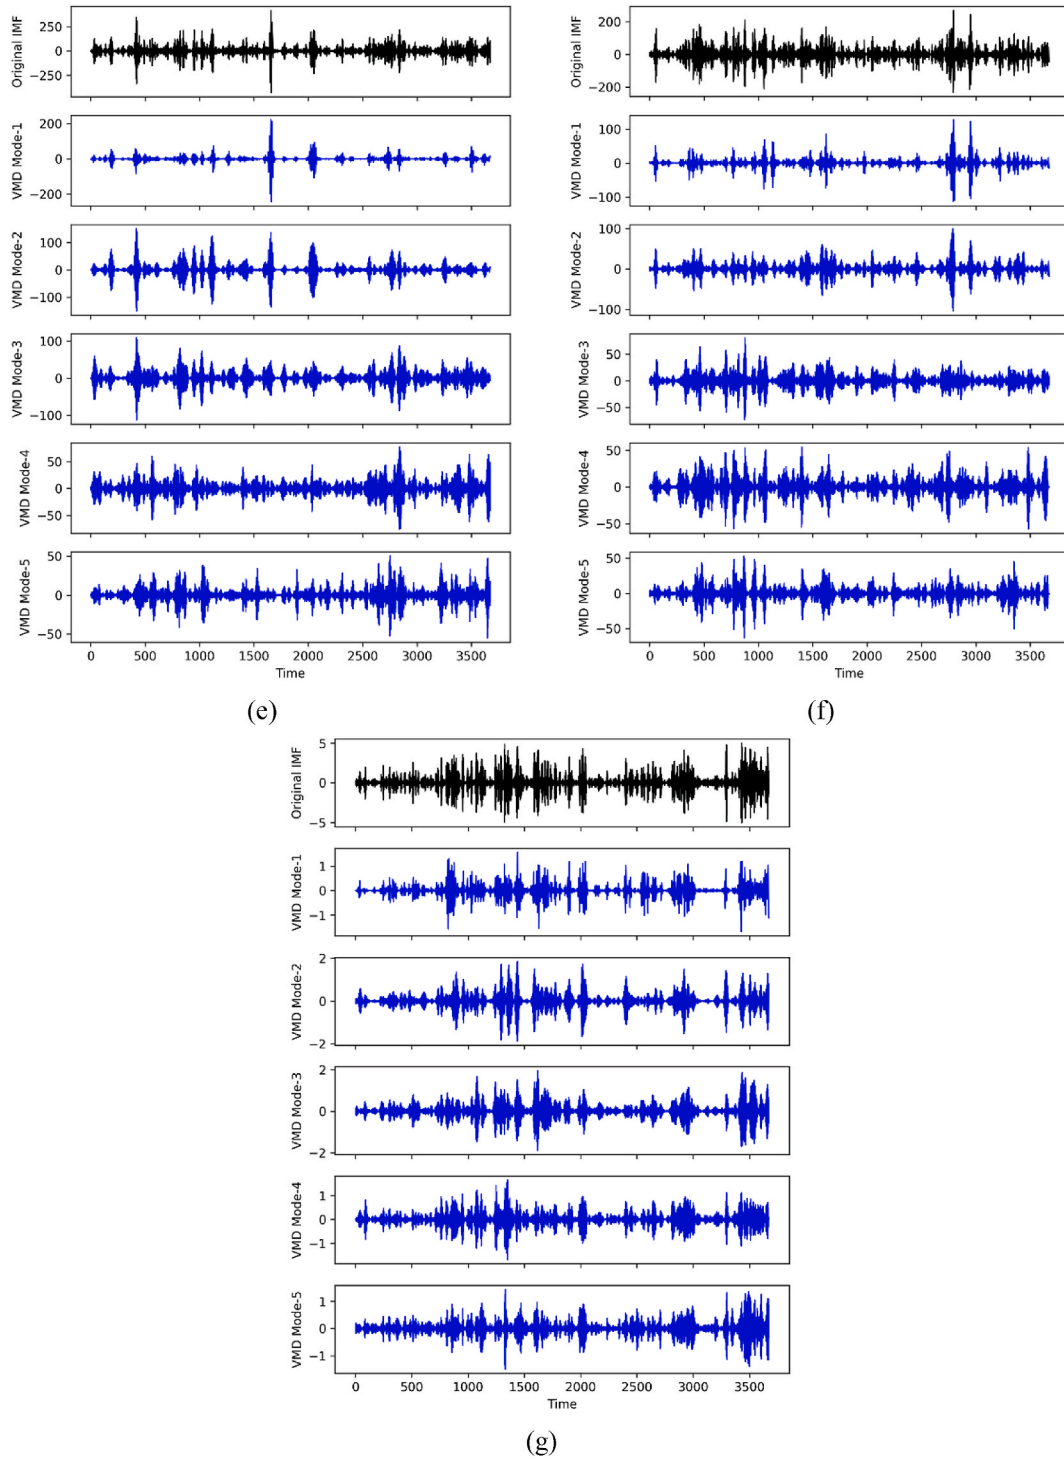 Original IMF
250
0
−250
VMD Mode-1
200
0
−200
VMD Mode-2
100
0
−100
VMD Mode-3
100
0
−100
VMD Mode-4
50
0
−50
VMD Mode-5
50
0
−50
0 500 1000 1500 2000 2500 3000 3500
Time
(e)
Original IMF
200
0
−200
VMD Mode-1
100
0
−100
VMD Mode-2
100
0
−100
VMD Mode-3
50
0
−50
VMD Mode-4
50
0
−50
VMD Mode-5
50
0
−50
0 500 1000 1500 2000 2500 3000 3500
Time
(f)
Original IMF
5
0
−5
VMD Mode-1
1
0
−1
VMD Mode-2
2
0
−2
VMD Mode-3
2
0
−2
VMD Mode-4
1
0
−1
VMD Mode-5
1
0
−1
0 500 1000 1500 2000 2500 3000 3500
Time
(g)